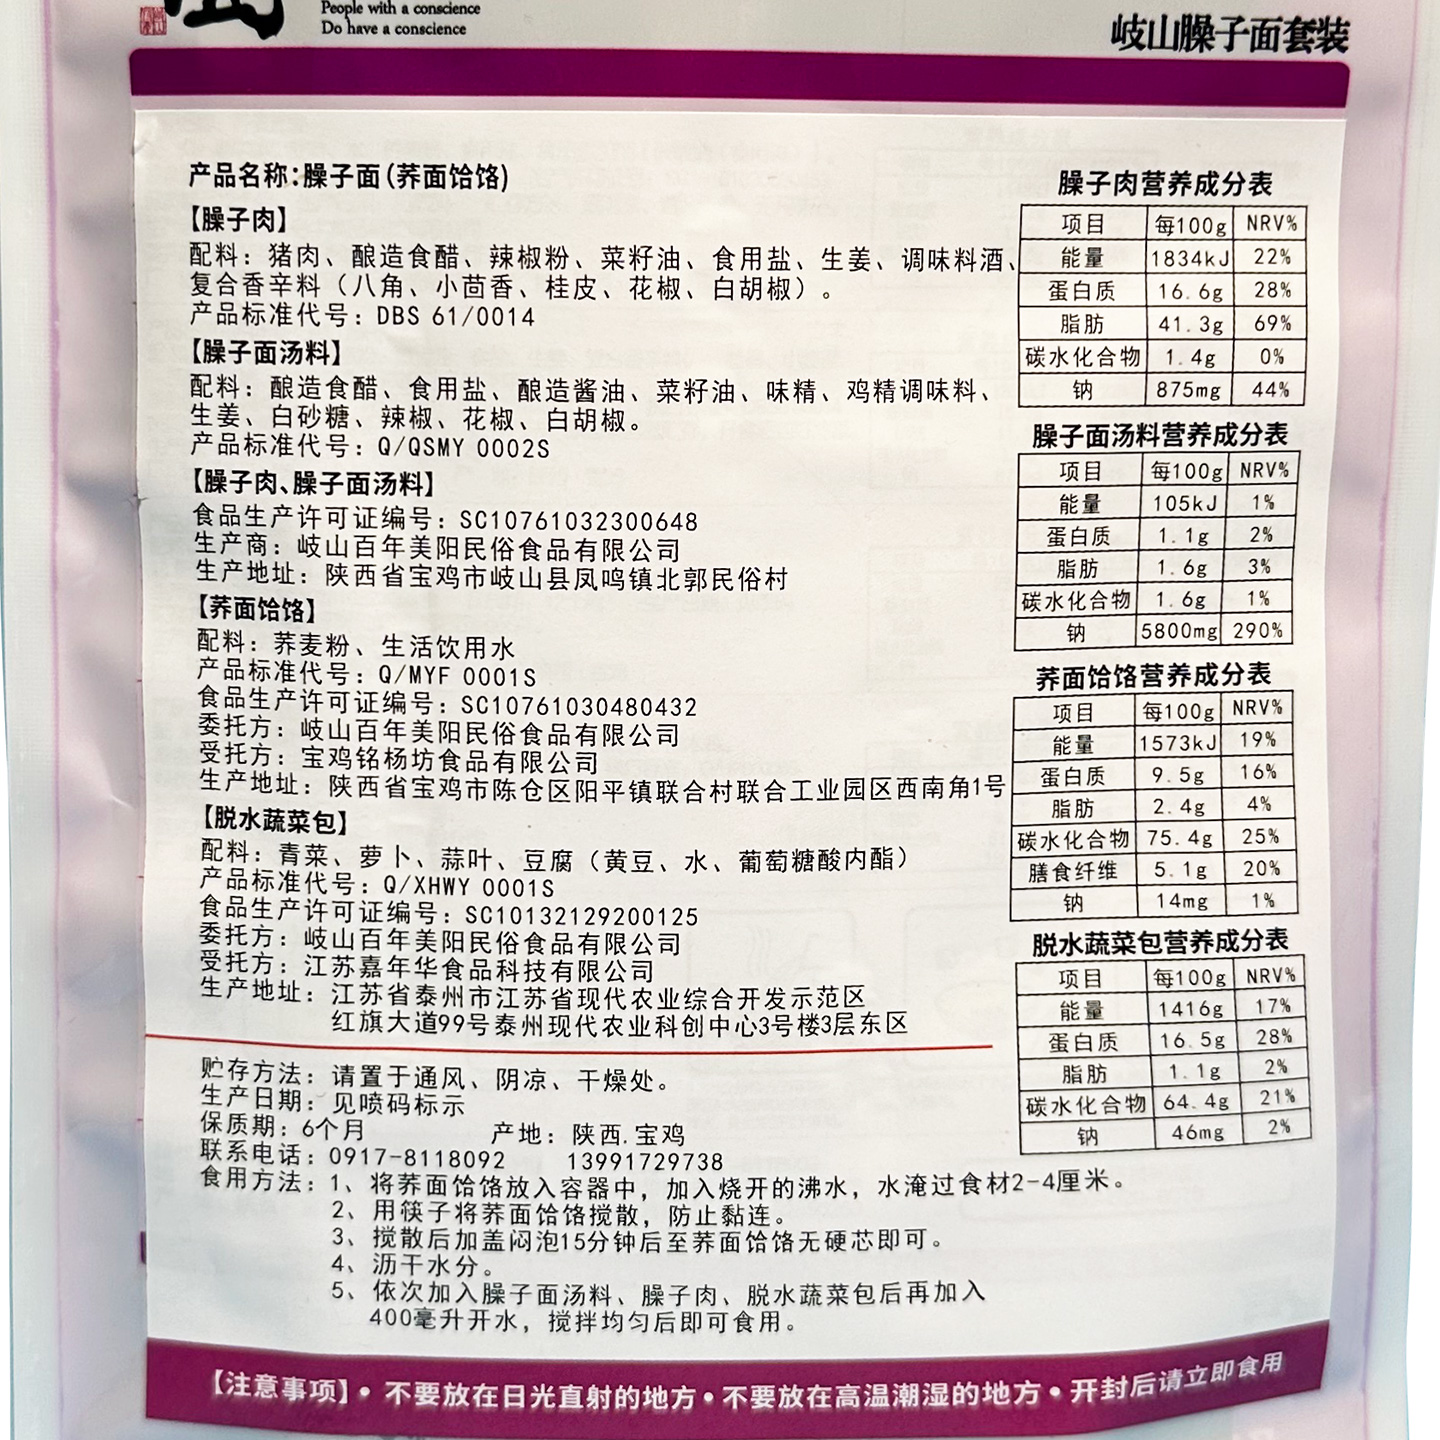 People with a conscience
Do have a conscience
岐山臊子面套装
产品名称:臊子面(荞面饸饹)
【臊子肉】
配料：猪肉、酿造食醋、辣椒粉、菜籽油、食用盐、生姜、调味料酒、
复合香辛料（八角、小茴香、桂皮、花椒、白胡椒）。
产品标准代号：DBS 61/0014
【臊子面汤料】
配料：酿造食醋、食用盐、酿造酱油、菜籽油、味精、鸡精调味料、
生姜、白砂糖、辣椒、花椒、白胡椒。
产品标准代号：Q/QSMY 0002S
【臊子肉、臊子面汤料】
食品生产许可证编号：SC10761032300648
生产商：岐山百年美阳民俗食品有限公司
生产地址：陕西省宝鸡市岐山县凤鸣镇北郭民俗村
【荞面饸饹】
配料：荞麦粉、生活饮用水
产品标准代号：Q/MYF 0001S
食品生产许可证编号：SC10761030480432
委托方：岐山百年美阳民俗食品有限公司
受托方：宝鸡铭杨坊食品有限公司
生产地址：陕西省宝鸡市陈仓区阳平镇联合村联合工业园区西南角1号
【脱水蔬菜包】
配料：青菜、萝卜、蒜叶、豆腐（黄豆、水、葡萄糖酸内酯）
产品标准代号：Q/XHWY 0001S
食品生产许可证编号：SC10132129200125
委托方：岐山百年美阳民俗食品有限公司
受托方：江苏嘉年华食品科技有限公司
生产地址：江苏省泰州市江苏省现代农业综合开发示范区
红旗大道99号泰州现代农业科创中心3号楼3层东区
贮存方法：请置于通风、阴凉、干燥处。
生产日期：见喷码标示
保质期：6个月 产地：陕西.宝鸡
联系电话：0917-8118092 13991729738
食用方法：1、将荞面饸饹放入容器中，加入烧开的沸水，水淹过食材2-4厘米。
2、用筷子将荞面饸饹搅散，防止黏连。
3、搅散后加盖闷泡15分钟后至荞面饸饹无硬芯即可。
4、沥干水分。
5、依次加入臊子面汤料、臊子肉、脱水蔬菜包后再加入
400毫升开水，搅拌均匀后即可食用。
臊子肉营养成分表
项目 每100g NRV%
能量 1834kJ 22%
蛋白质 16.6g 28%
脂肪 41.3g 69%
碳水化合物 1.4g 0%
钠 875mg 44%
臊子面汤料营养成分表
项目 每100g NRV%
能量 105kJ 1%
蛋白质 1.1g 2%
脂肪 1.6g 3%
碳水化合物 1.6g 1%
钠 5800mg 290%
荞面饸饹营养成分表
项目 每100g NRV%
能量 1573kJ 19%
蛋白质 9.5g 16%
脂肪 2.4g 4%
碳水化合物 75.4g 25%
膳食纤维 5.1g 20%
钠 14mg 1%
脱水蔬菜包营养成分表
项目 每100g NRV%
能量 1416g 17%
蛋白质 16.5g 28%
脂肪 1.1g 2%
碳水化合物 64.4g 21%
钠 46mg 2%
【注意事项】• 不要放在日光直射的地方 • 不要放在高温潮湿的地方 • 开封后请立即食用